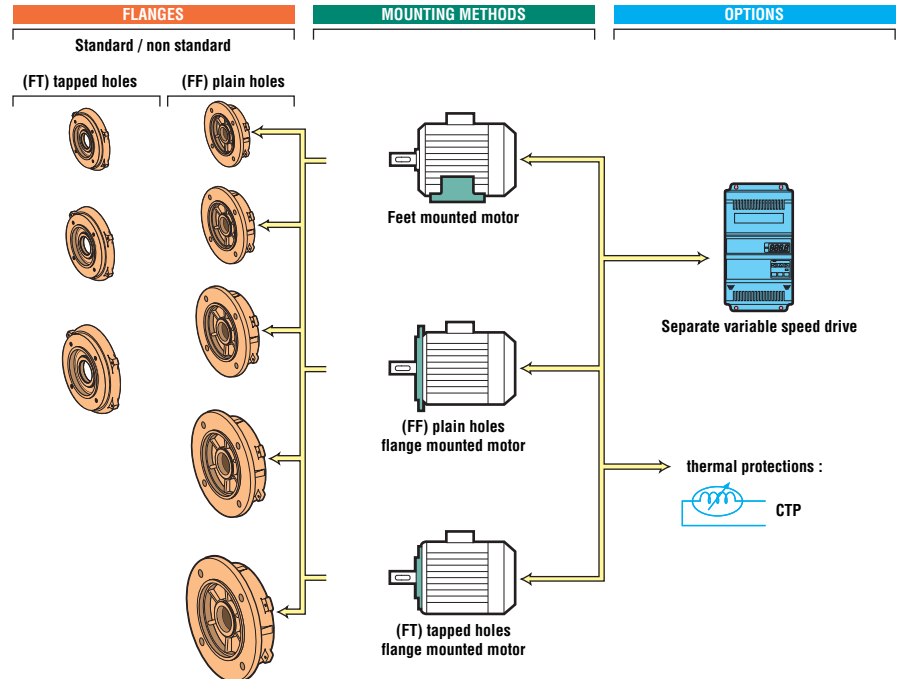 FLANGES
MOUNTING METHODS
OPTIONS
Standard / non standard
(FT) tapped holes
(FF) plain holes
Feet mounted motor
Separate variable speed drive
(FF) plain holes
flange mounted motor
thermal protections :
CTP
(FT) tapped holes
flange mounted motor